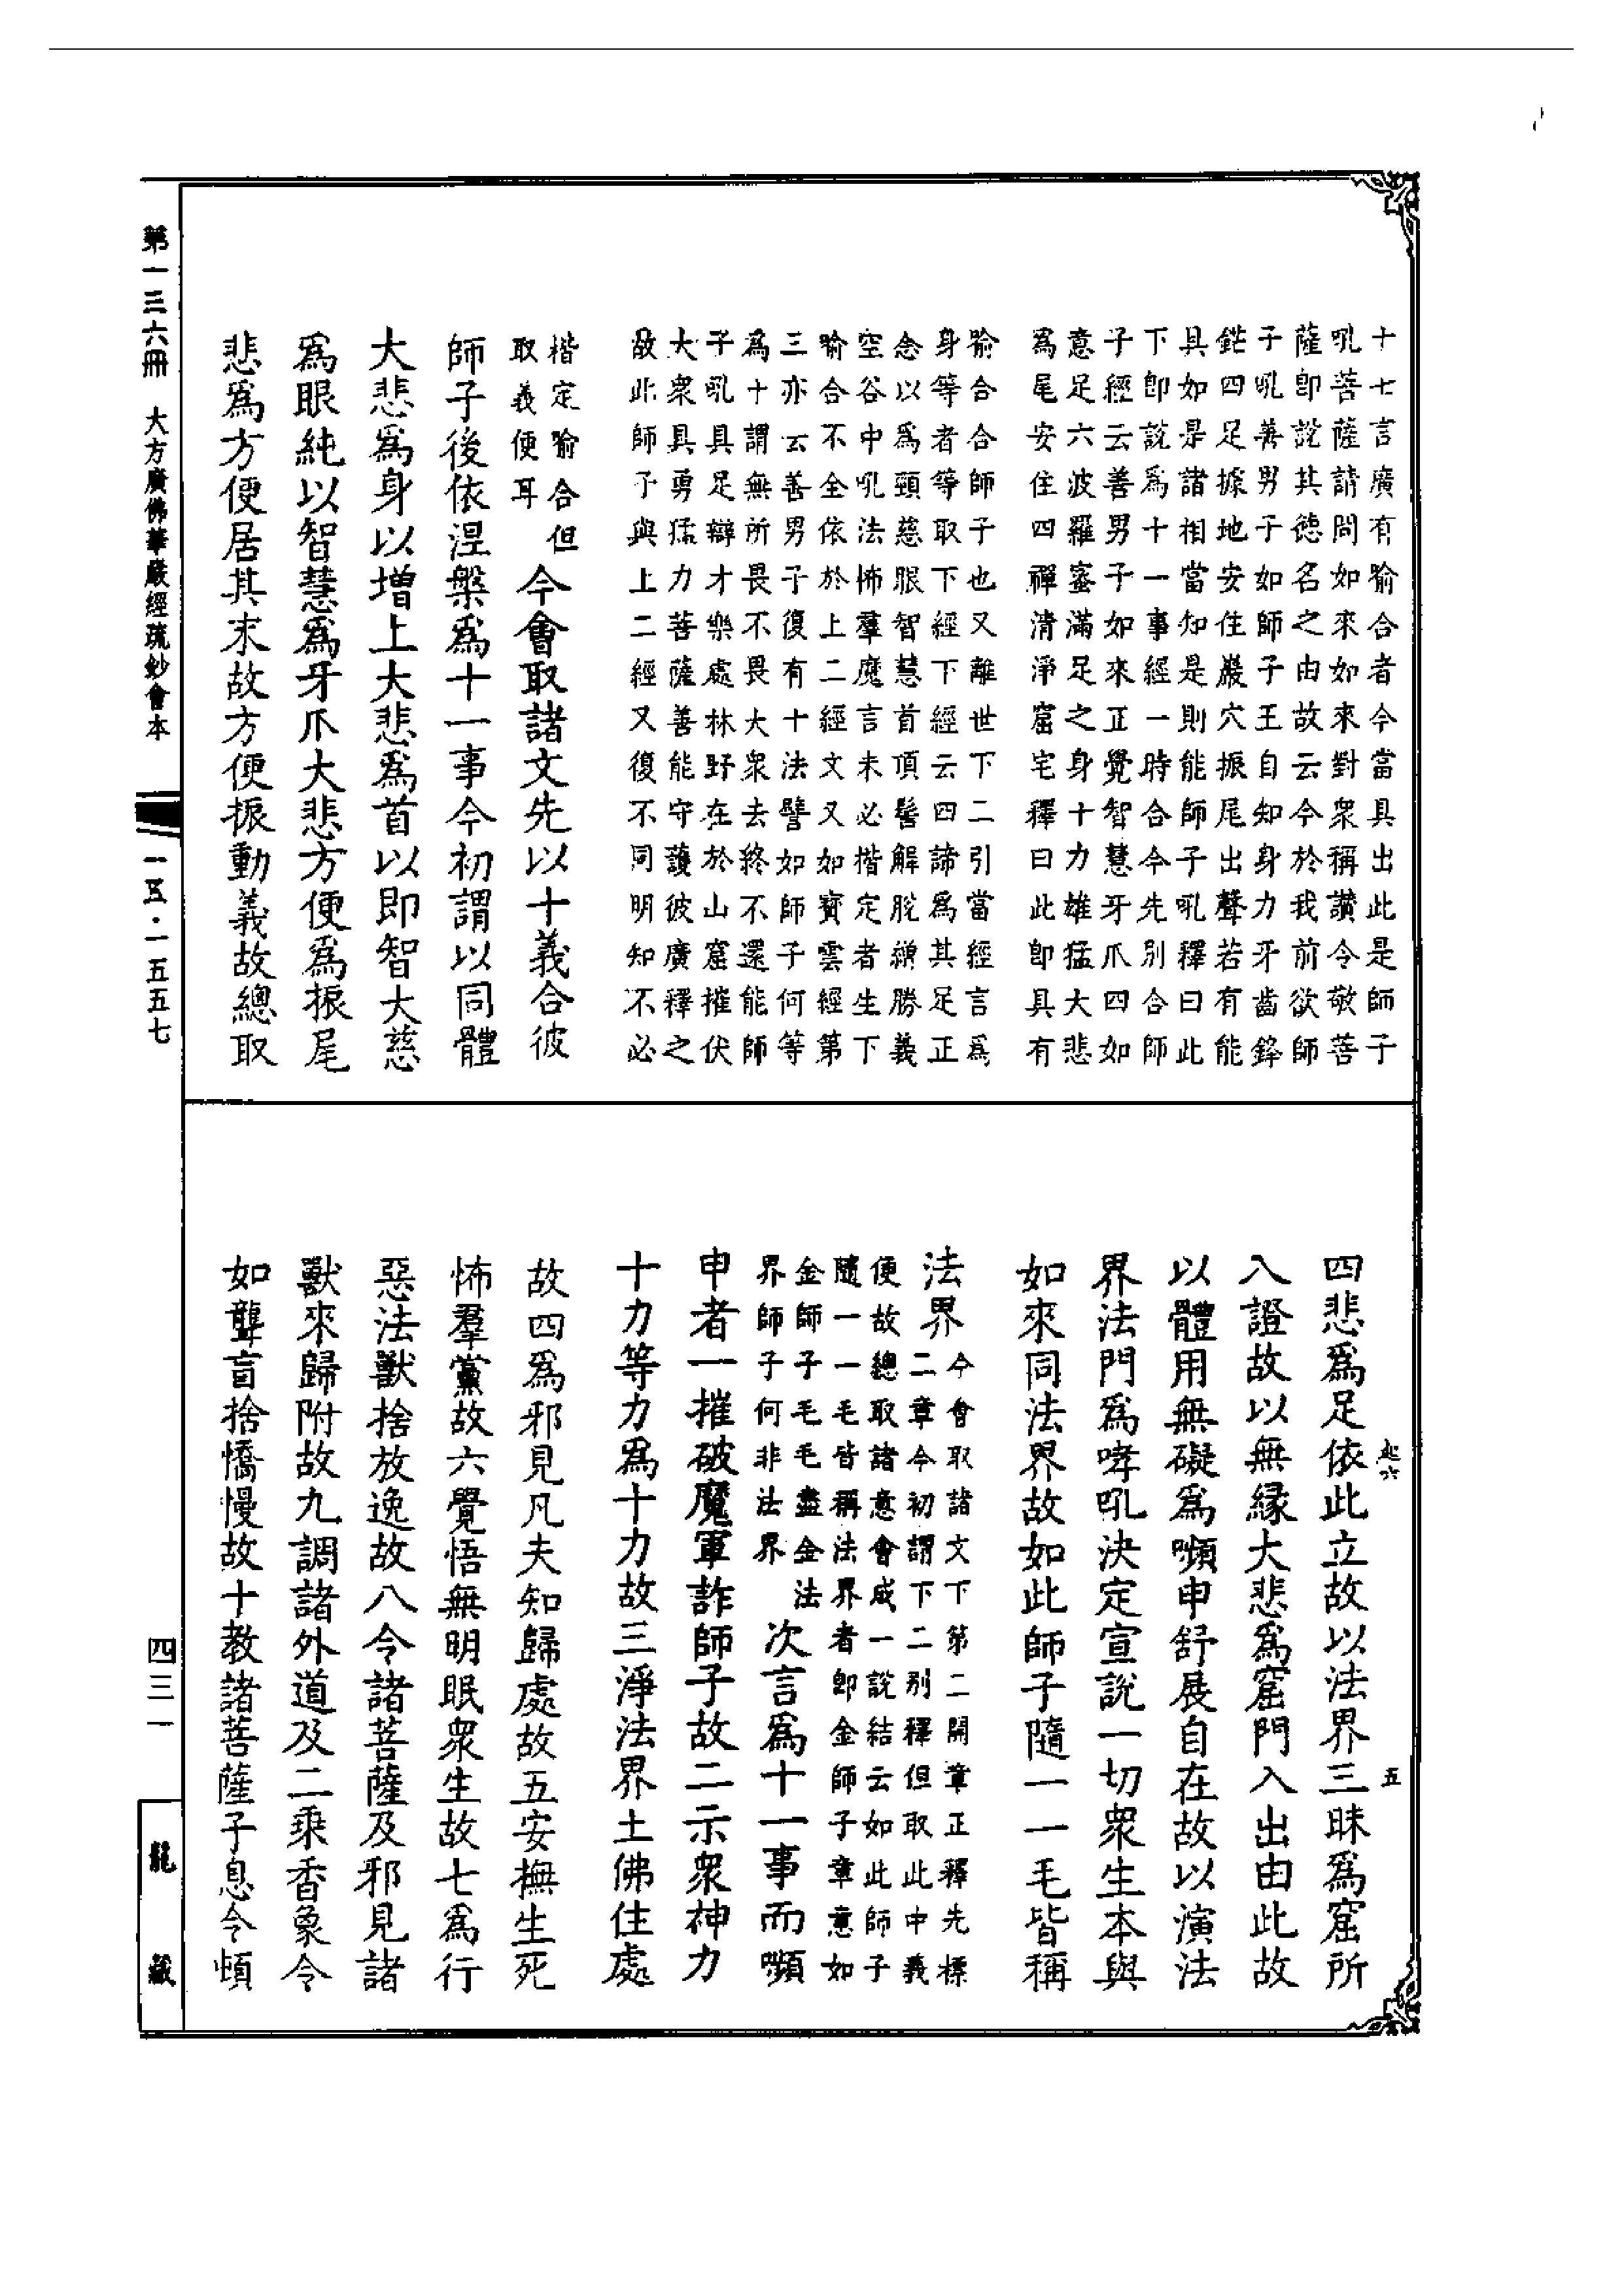 十七言廣有喻合者今當具出此是師子
吼菩薩請問如來如來對衆稱讚令敬菩
薩即說其德名之由故云今於我前欲師
子吼善男子如師子王自知身力牙齒鋒
鋩四足據地安住巖穴振尾出聲若有能
具如是諸相當知是則能師子吼釋曰此
下即說爲十一事經一時合今先別合師
子經云善男子如來正覺智慧牙爪四如
意足六波羅蜜滿足之身十力雄猛大悲
爲尾安住四禪清淨窟宅釋曰此即具有
喻合合師子也又離世下二引當經言爲
身等者等取下經下經云四諦爲其足正
念以爲頸慈眼智慧首頂髻解脫繒勝義
空谷中吼法怖羣魔言未必楷定者生下
喻合不全依於上二經文又如寶雲經第
三亦云善男子復有十法譬如師子何等
爲十謂無所畏不畏大衆去終不還能師
子吼具足辯才樂處林野在於山窟摧伏
大衆具勇猛力菩薩善能守護彼廣釋之
故此師子與上二經又復不同明知不必
楷定喻合但
取義便耳
今會取諸文先以十義合彼
師子後依涅槃爲十一事今初謂以同體
大悲爲身以增上大悲爲首以即智大慈
爲眼純以智慧爲牙爪大悲方便爲振尾
悲爲方便居其末故方便振動義故總取
起六
五
四悲爲足依此立故以法界三昧爲窟所
入證故以無緣大悲爲窟門入出由此故
以體用無礙爲嚬申舒展自在故以演法
界法門爲哮吼決定宣說一切衆生本與
如來同法界故如此師子隨一一毛皆稱
法界
今會取諸文下第二開章正釋先標
二章今初謂下二別釋但取此中義
便故總取諸意會成一說結云如此師子
隨一一毛皆稱法界者即金師子章意如
金師子毛毛盡金法
界師子何非法界
次言爲十一事而嚬
申者一摧破魔軍詐師子故二示衆神力
十力等力爲十力故三淨法界土佛住處
故四爲邪見凡夫知歸處故五安撫生死
怖羣黨故六覺悟無明眠衆生故七爲行
惡法獸捨放逸故八令諸菩薩及邪見諸
獸來歸附故九調諸外道及二乘香象令
如聾盲捨憍慢故十教諸菩薩子息令頓
第一三六冊 大方廣佛華嚴經疏鈔會本
一五·一五五七
四三一
龍藏